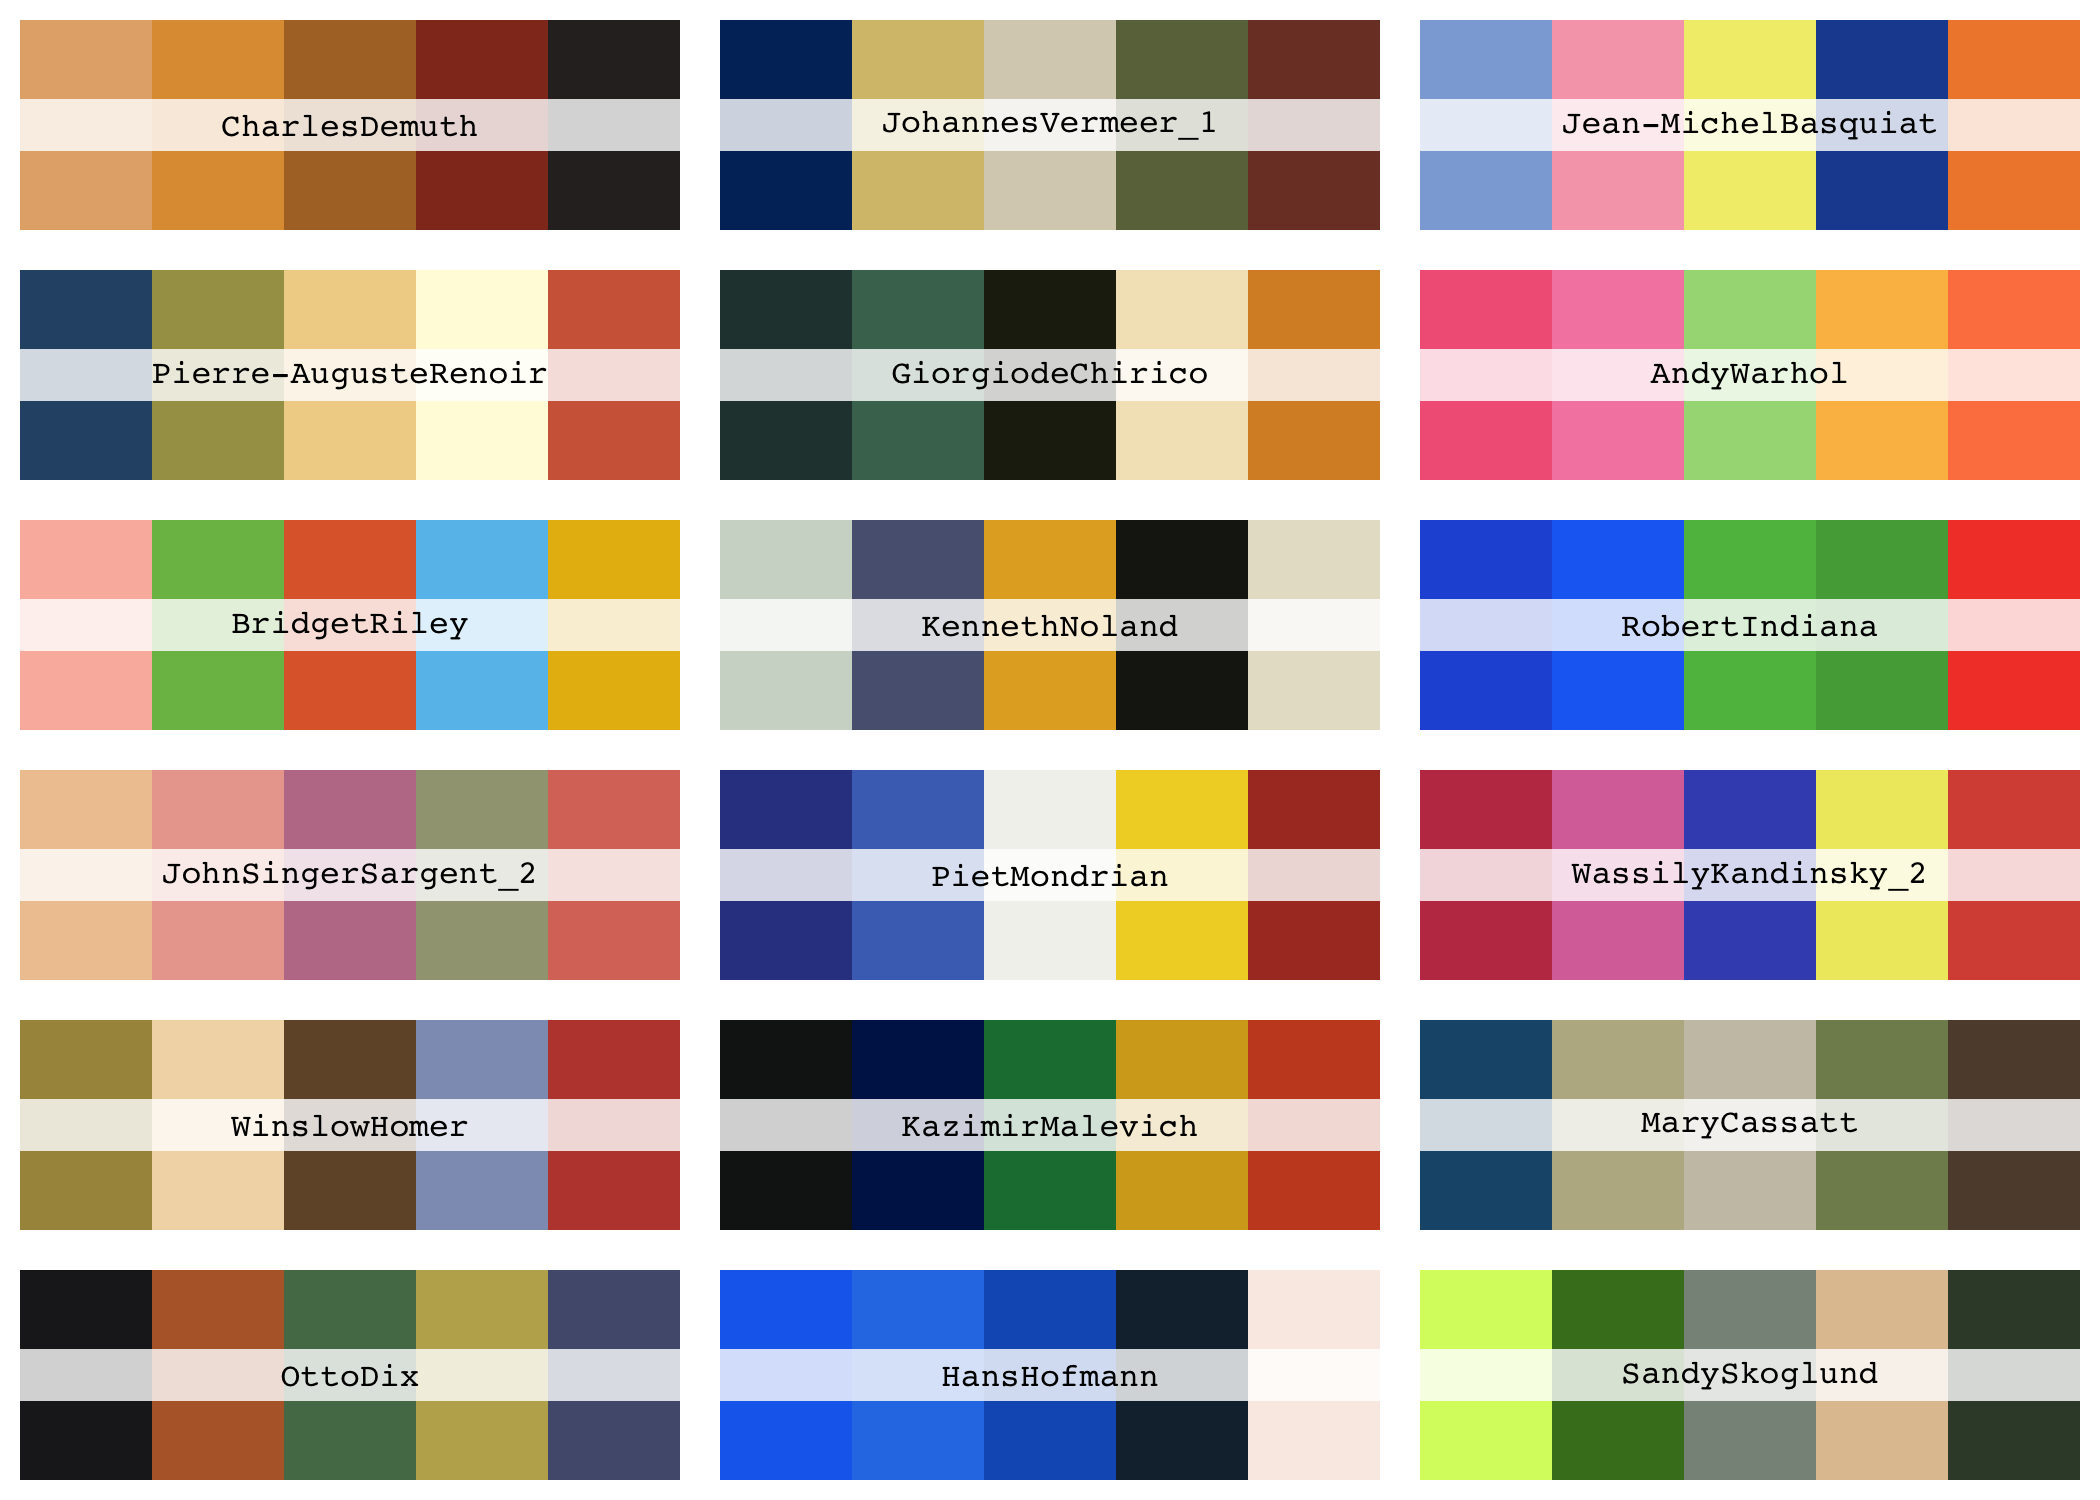 CharlesDemuth
JohannesVermeer_1
Jean-MichelBasquiat
Pierre-AugusteRenoir
GiorgiodeChirico
AndyWarhol
BridgetRiley
KennethNoland
RobertIndiana
JohnSingerSargent_2
PietMondrian
WassilyKandinsky_2
WinslowHomer
KazimirMalevich
MaryCassatt
OttoDix
HansHofmann
SandySkoglund